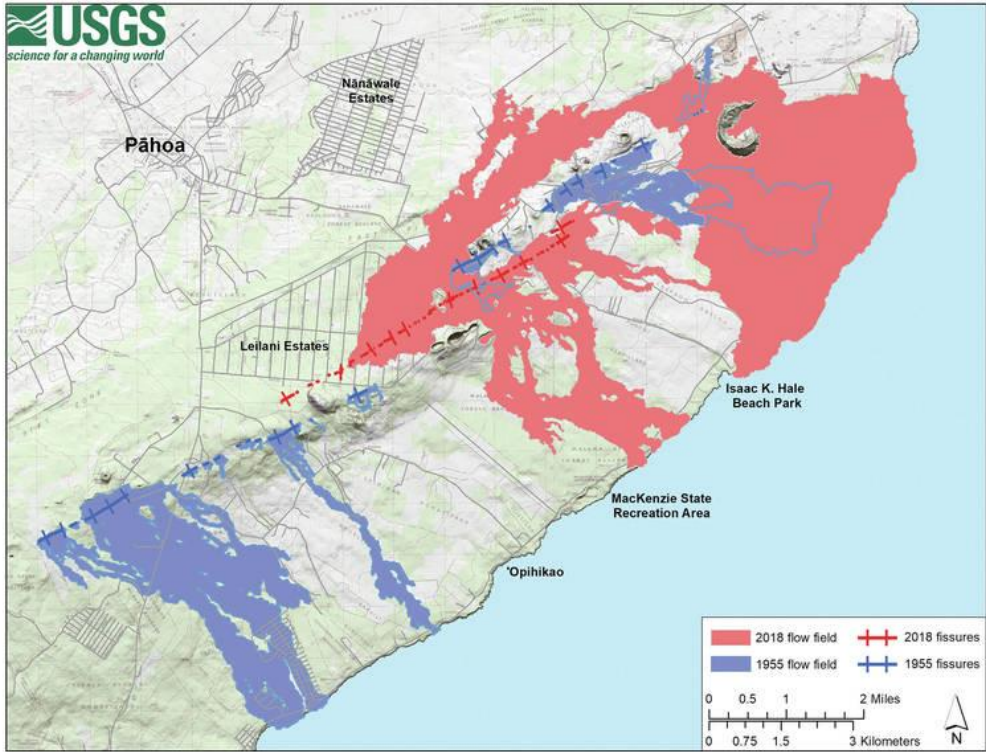 USGS
science for a changing world
Nānāwale
Estates
Pāhoa
Leilani Estates
Isaac K. Hale
Beach Park
MacKenzie State
Recreation Area
'Opihikao
2018 flow field
2018 fissures
1955 flow field
1955 fissures
0 0.5 1 2 Miles
0 0.75 1.5 3 Kilometers
N